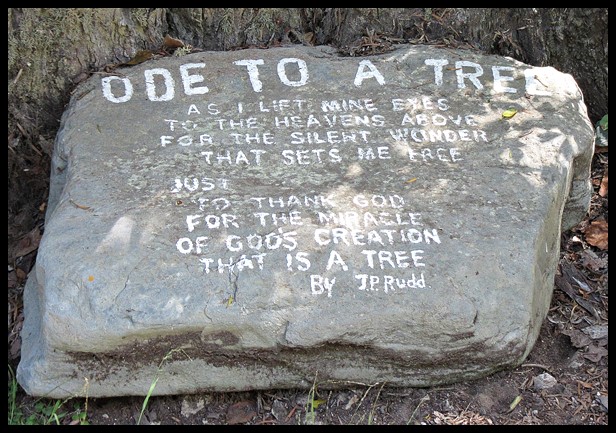 ODE TO A TREE
AS I LIFT MINE EYES
TO THE HEAVENS ABOVE
FOR THE SILENT WONDER
THAT SETS ME FREE
JUST
TO THANK GOD
FOR THE MIRACLE
OF GODS CREATION
THAT IS A TREE
BY J.P. Rudd